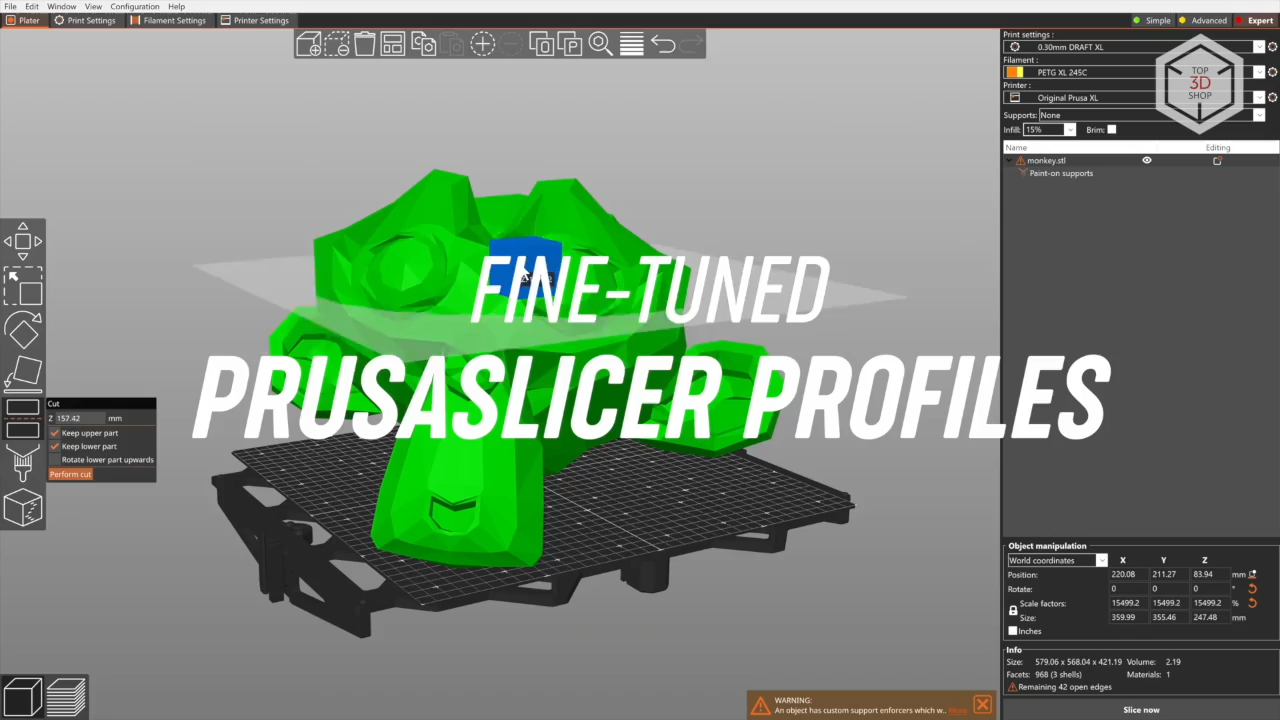 File Edit Window View Configuration Help
Plater Print Settings Filament Settings Printer Settings
Simple Advanced Expert
Print settings :
0.30mm DRAFT XL
Filament :
PETG XL 245C
Printer :
Original Prusa XL
Supports: None
Infill: 15% Brim:
TOP
3D
SHOP
Name Editing
monkey.stl
Paint-on supports
FINE-TUNED
PRUSASLICER PROFILES
Cut
Z 157.42 mm
Keep upper part
Keep lower part
Rotate lower part upwards
Perform cut
Object manipulation
World coordinates X Y Z
Position: 220.08 211.27 83.94 mm
Rotate: 0 0 0 °
Scale factors: 15499.2 15499.2 15499.2 %
Size: 359.99 355.46 247.48 mm
Inches
Info
Size: 579.06 x 568.04 x 421.19 Volume: 2.19
Facets: 968 (3 shells) Materials: 1
Remaining 42 open edges
WARNING:
An object has custom support enforcers which w.. More
Slice now